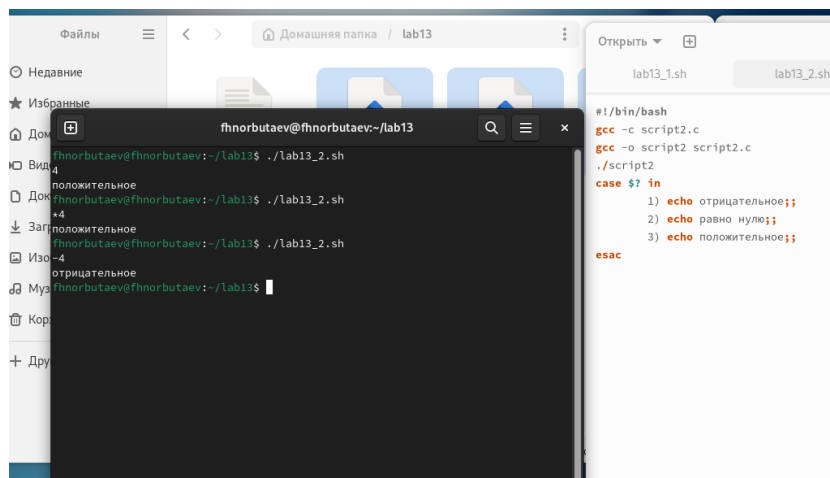 Файлы
Домашняя папка / lab13
Недавние
Избранные
Дом
Вид
Док
Заг
Изо
Муз
Кор
Дру
fhnorbutaev@fhnorbutaev:~/lab13
fhnorbutaev@fhnorbutaev:~/lab13$ ./lab13_2.sh
4
положительное
fhnorbutaev@fhnorbutaev:~/lab13$ ./lab13_2.sh
*4
положительное
fhnorbutaev@fhnorbutaev:~/lab13$ ./lab13_2.sh
-4
отрицательное
fhnorbutaev@fhnorbutaev:~/lab13$
Открыть
lab13_1.sh
lab13_2.sh
#!/bin/bash
gcc -c script2.c
gcc -o script2 script2.c
./script2
case $? in
1) echo отрицательное;;
2) echo равно нулю;;
3) echo положительное;;
esac